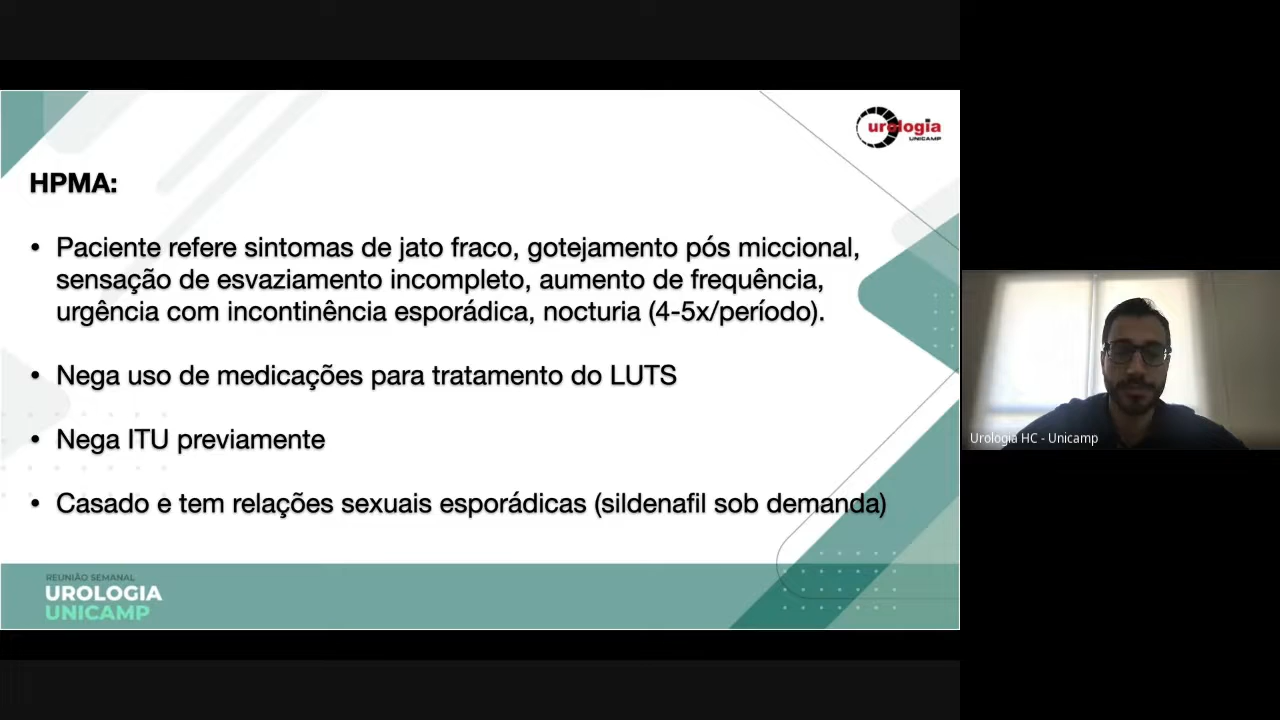 urologia
UNICAMP
HPMA:
• Paciente refere sintomas de jato fraco, gotejamento pós miccional,
sensação de esvaziamento incompleto, aumento de frequência,
urgência com incontinência esporádica, nocturia (4-5x/período).
• Nega uso de medicações para tratamento do LUTS
• Nega ITU previamente
• Casado e tem relações sexuais esporádicas (sildenafil sob demanda)
REUNIÃO SEMANAL
UROLOGIA
UNICAMP
Urologia HC - Unicamp